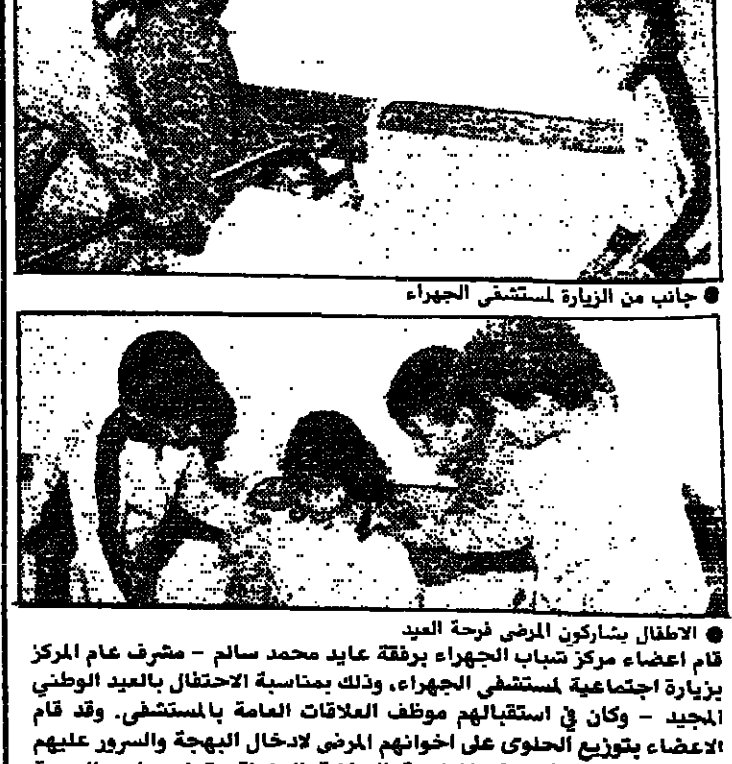 ● جانب من الزيارة لمستشفى الجهراء
● الاطفال يشاركون المرضى فرحة العيد
قام اعضاء مركز شباب الجهراء برفقة عايد محمد سالم – مشرف عام المركز
بزيارة اجتماعية لمستشفى الجهراء، وذلك بمناسبة الاحتفال بالعيد الوطني
المجيد – وكان في استقبالهم موظف العلاقات العامة بالمستشفى. وقد قام
الاعضاء بتوزيع الحلوى على اخوانهم المرضى لادخال البهجة والسرور عليهم